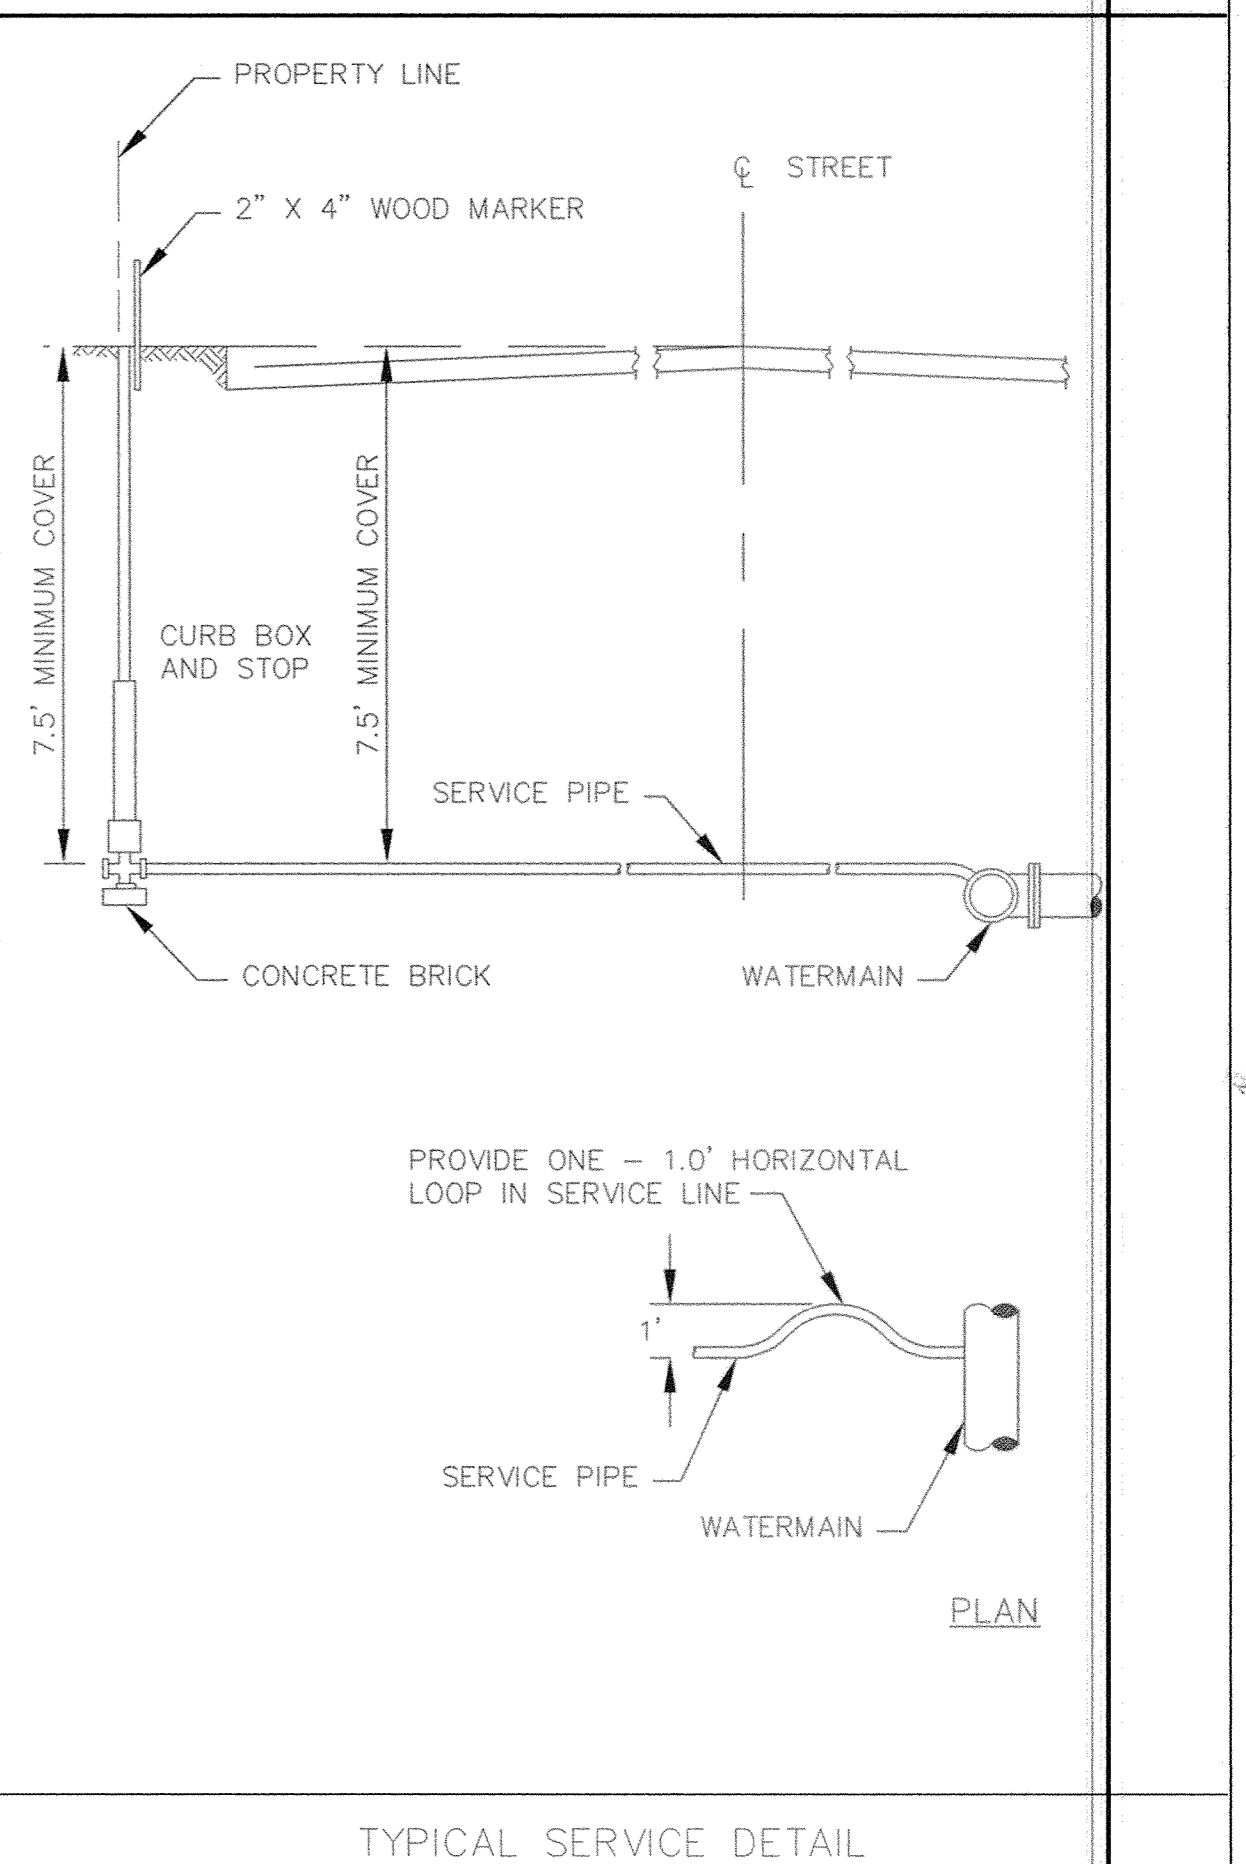 PROPERTY LINE
℄ STREET
2" X 4" WOOD MARKER
7.5' MINIMUM COVER
7.5' MINIMUM COVER
CURB BOX
AND STOP
SERVICE PIPE
CONCRETE BRICK
WATERMAIN
PROVIDE ONE – 1.0' HORIZONTAL
LOOP IN SERVICE LINE
1'
SERVICE PIPE
WATERMAIN
PLAN
TYPICAL SERVICE DETAIL